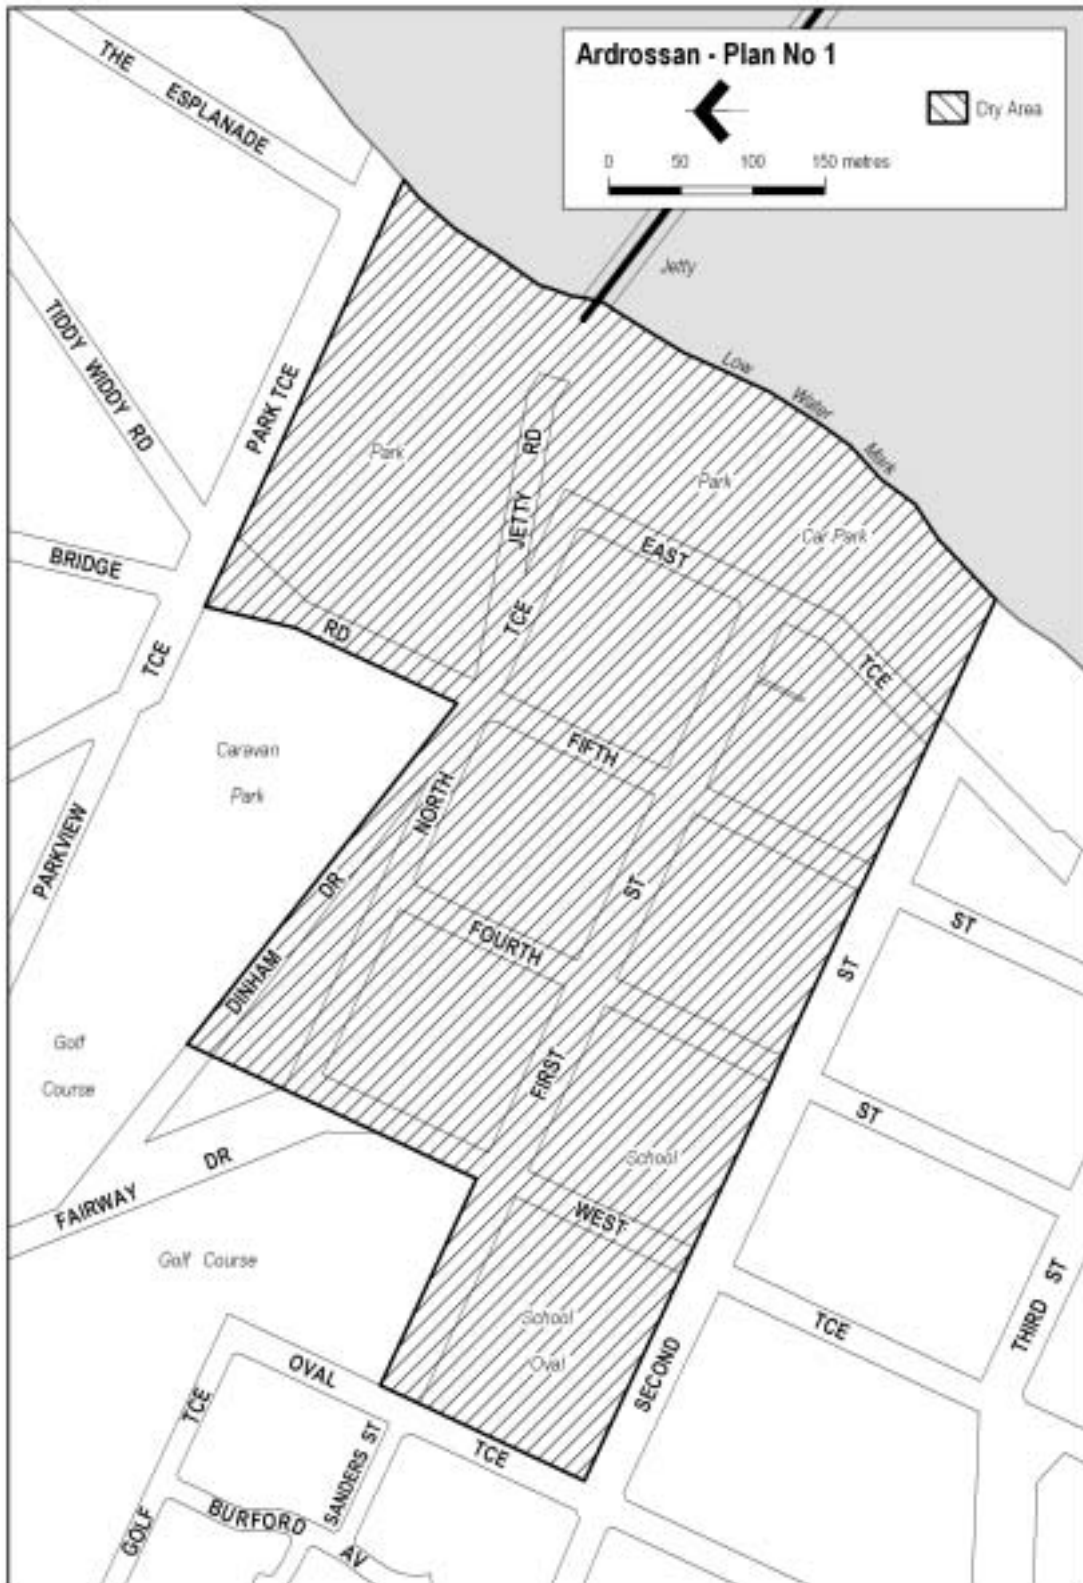 Ardrossan - Plan No 1
Dry Area
0 50 100 150 metres
THE ESPLANADE
Jetty
TIDDY WIDDY RD
PARK TCE
Low Water Mark
Park
JETTY RD
Park
Car Park
EAST
BRIDGE
TCE
RD
TCE
TCE
FIFTH
Caravan
Park
NORTH
PARKVIEW
DR
ST
FOURTH
ST
DINHAM
ST
Golf
Course
FIRST
ST
School
DR
FAIRWAY
WEST
Golf Course
THIRD ST
School
Oval
TCE
OVAL
SECOND
TCE
TCE
SANDERS ST
BURFORD
GOLF
AV